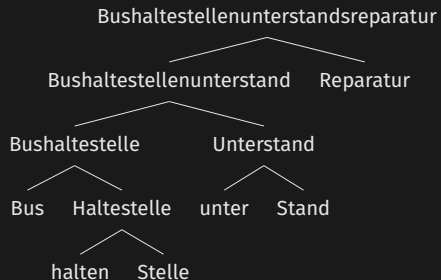 Bushaltestellenunterstandsreparatur
Bushaltestellenunterstand Reparatur
Bushaltestelle Unterstand
Bus Haltestelle unter Stand
halten Stelle